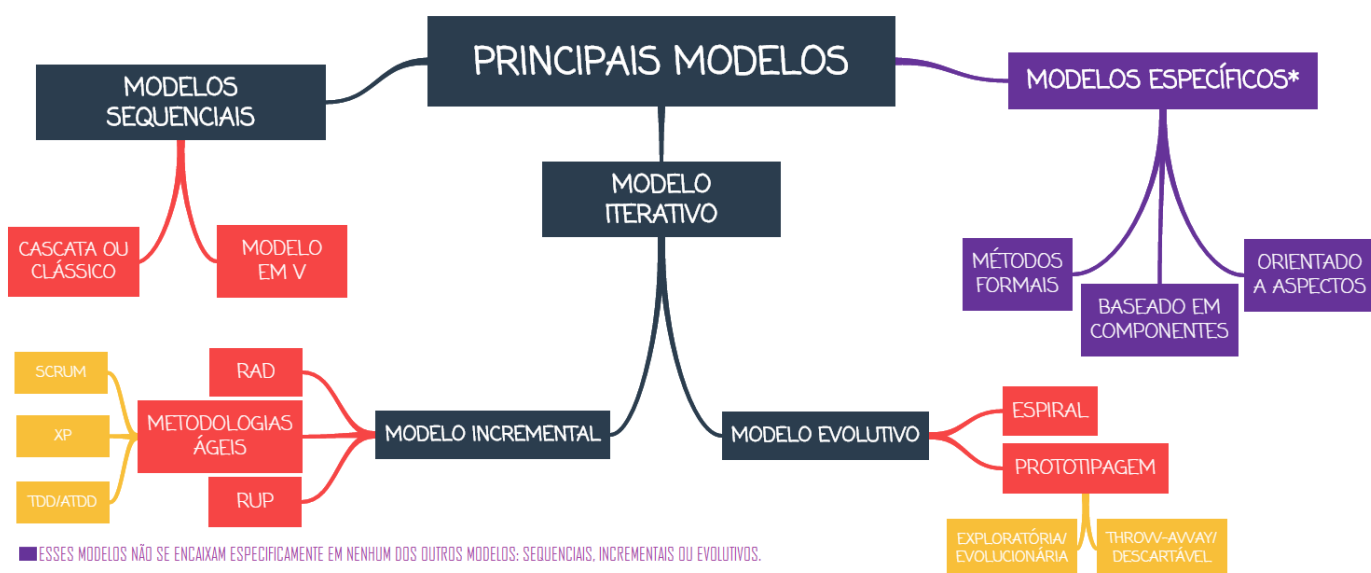 PRINCIPAIS MODELOS
MODELOS
SEQUENCIAIS
MODELOS ESPECÍFICOS*
MODELO
ITERATIVO
CASCATA OU
CLÁSSICO
MODELO
EM V
MÉTODOS
FORMAIS
BASEADO EM
COMPONENTES
ORIENTADO
A ASPECTOS
SCRUM
XP
TDD/ATDD
METODOLOGIAS
ÁGEIS
RAD
RUP
MODELO INCREMENTAL
MODELO EVOLUTIVO
ESPIRAL
PROTOTIPAGEM
EXPLORATÓRIA/
EVOLUCIONÁRIA
THROW-AWAY/
DESCARTÁVEL
ESSES MODELOS NÃO SE ENCAIXAM ESPECIFICAMENTE EM NENHUM DOS OUTROS MODELOS: SEQUENCIAIS, INCREMENTAIS OU EVOLUTIVOS.